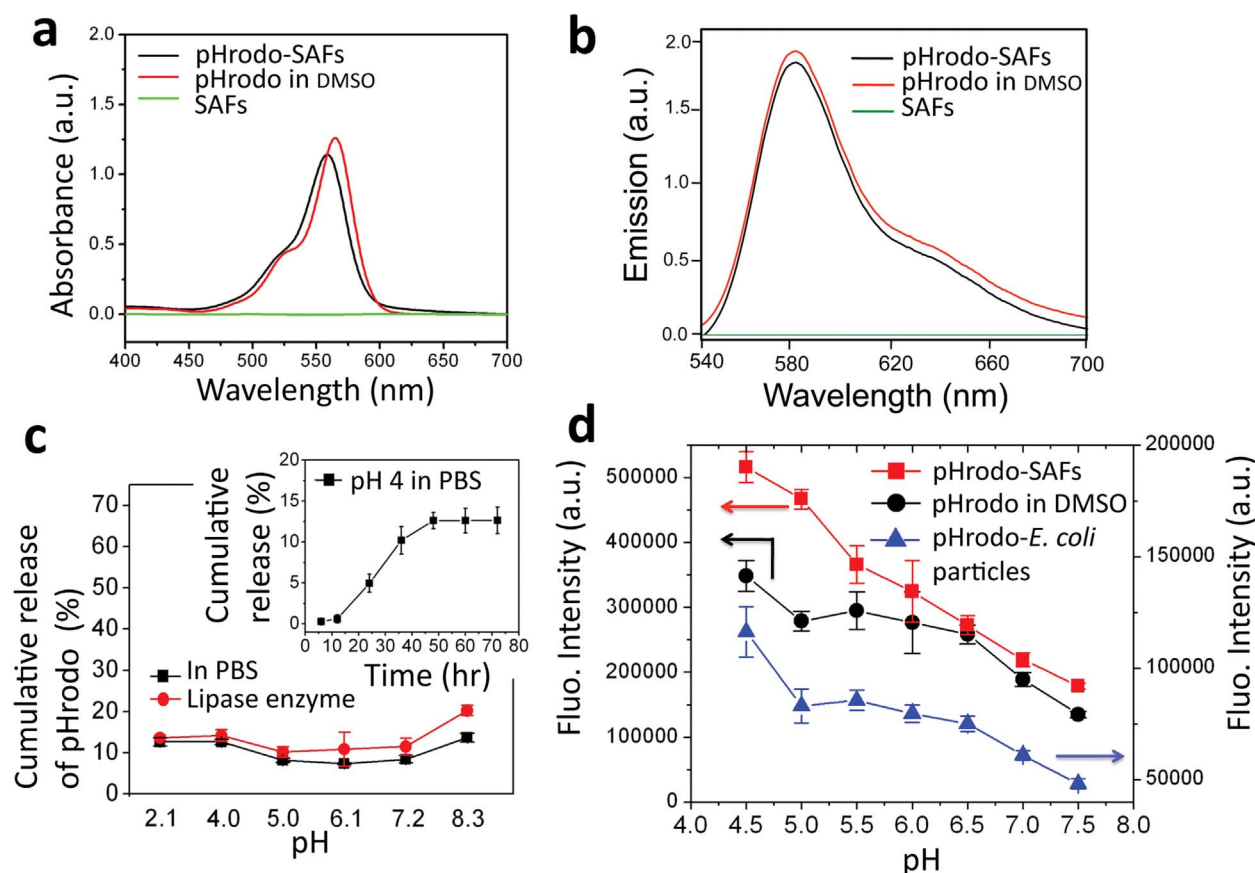 a
2.0
1.5
1.0
0.5
0.0
Absorbance (a.u.)
pHrodo-SAFs
pHrodo in DMSO
SAFs
400 450 500 550 600 650 700
Wavelength (nm)
b
2.0
1.5
1.0
0.5
0.0
Emission (a.u.)
pHrodo-SAFs
pHrodo in DMSO
SAFs
540 580 620 660 700
Wavelength (nm)
c
70
60
50
40
30
20
10
0
Cumulative release
of pHrodo (%)
In PBS
Lipase enzyme
2.1 4.0 5.0 6.1 7.2 8.3
pH
20
15
10
5
0
Cumulative
release (%)
pH 4 in PBS
0 10 20 30 40 50 60 70 80
Time (hr)
d
500000
400000
300000
200000
100000
0
Fluo. Intensity (a.u.)
pHrodo-SAFs
pHrodo in DMSO
pHrodo-E. coli
particles
200000
150000
100000
50000
Fluo. Intensity (a.u.)
4.0 4.5 5.0 5.5 6.0 6.5 7.0 7.5 8.0
pH